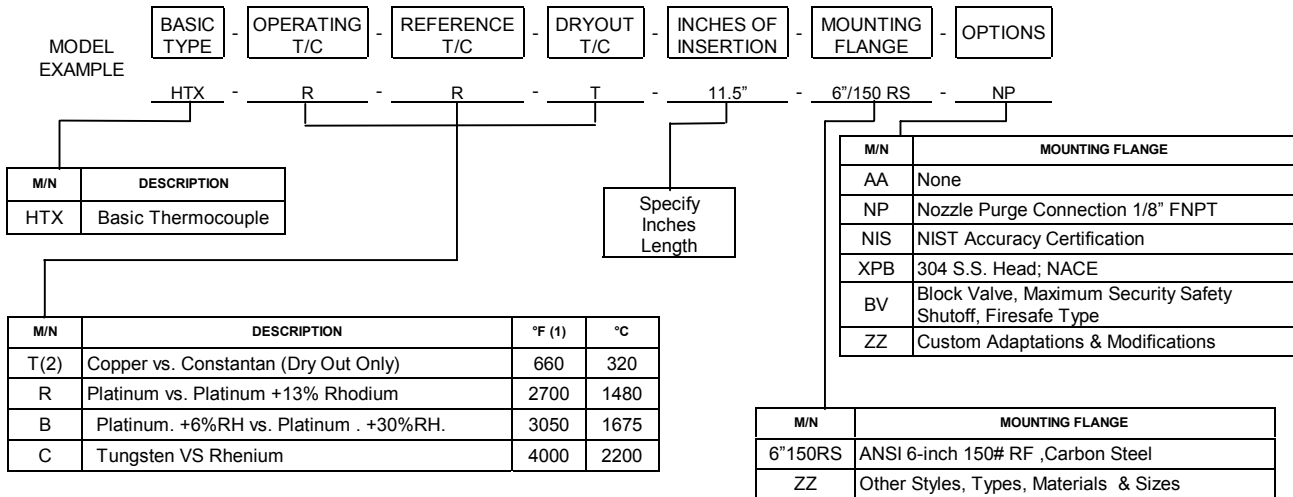 MODEL EXAMPLE
BASIC TYPE - OPERATING T/C - REFERENCE T/C - DRYOUT T/C - INCHES OF INSERTION - MOUNTING FLANGE - OPTIONS
HTX - R - R - T - 11.5” - 6”/150 RS - NP
M/N DESCRIPTION
HTX Basic Thermocouple
Specify
Inches
Length
M/N MOUNTING FLANGE
AA None
NP Nozzle Purge Connection 1/8” FNPT
NIS NIST Accuracy Certification
XPB 304 S.S. Head; NACE
BV Block Valve, Maximum Security Safety
Shutoff, Firesafe Type
ZZ Custom Adaptations & Modifications
M/N DESCRIPTION °F (1) °C
T(2) Copper vs. Constantan (Dry Out Only) 660 320
R Platinum vs. Platinum +13% Rhodium 2700 1480
B Platinum. +6%RH vs. Platinum . +30%RH. 3050 1675
C Tungsten VS Rhenium 4000 2200
M/N MOUNTING FLANGE
6”150RS ANSI 6-inch 150# RF ,Carbon Steel
ZZ Other Styles, Types, Materials & Sizes